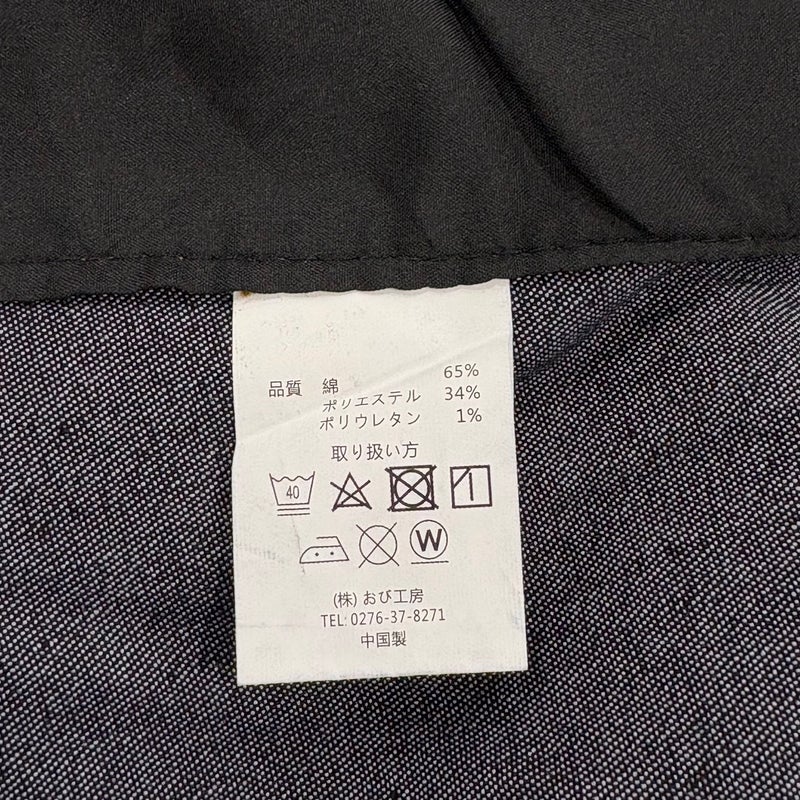 品質 綿 65%
ポリエステル 34%
ポリウレタン 1%
取り扱い方
40
W
(株) おび工房
TEL: 0276-37-8271
中国製